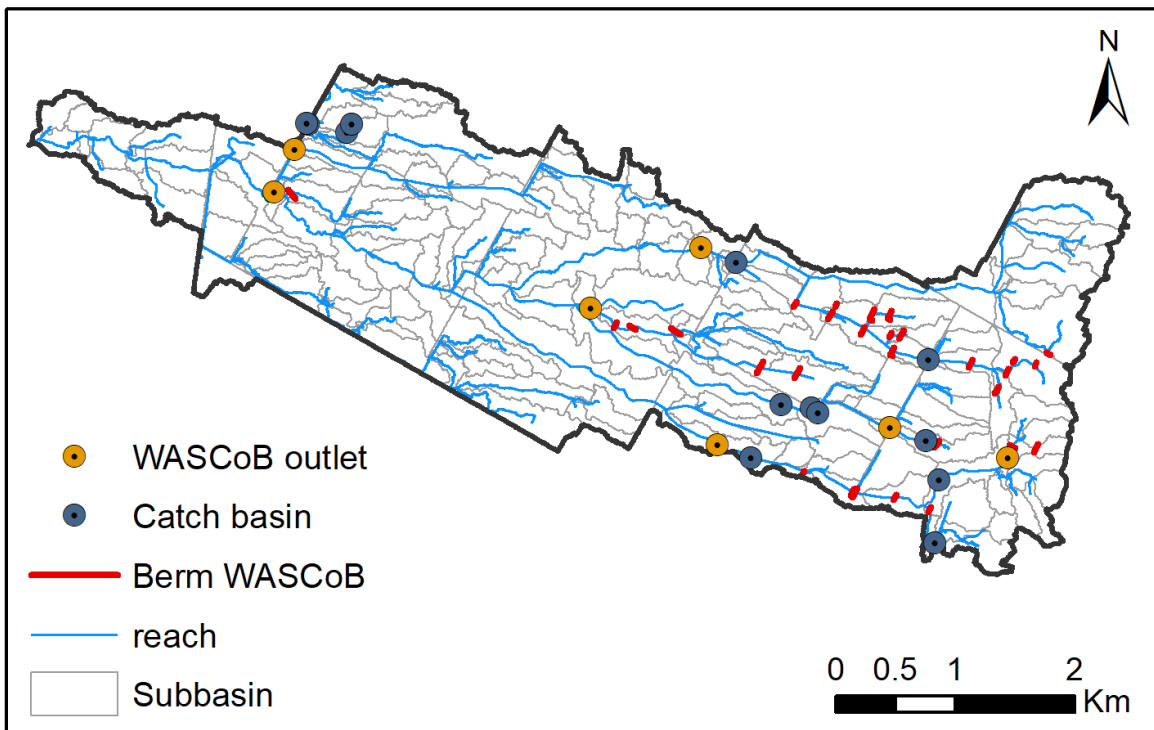 N
WASCoB outlet
Catch basin
Berm WASCoB
reach
Subbasin
0 0.5 1 2
Km